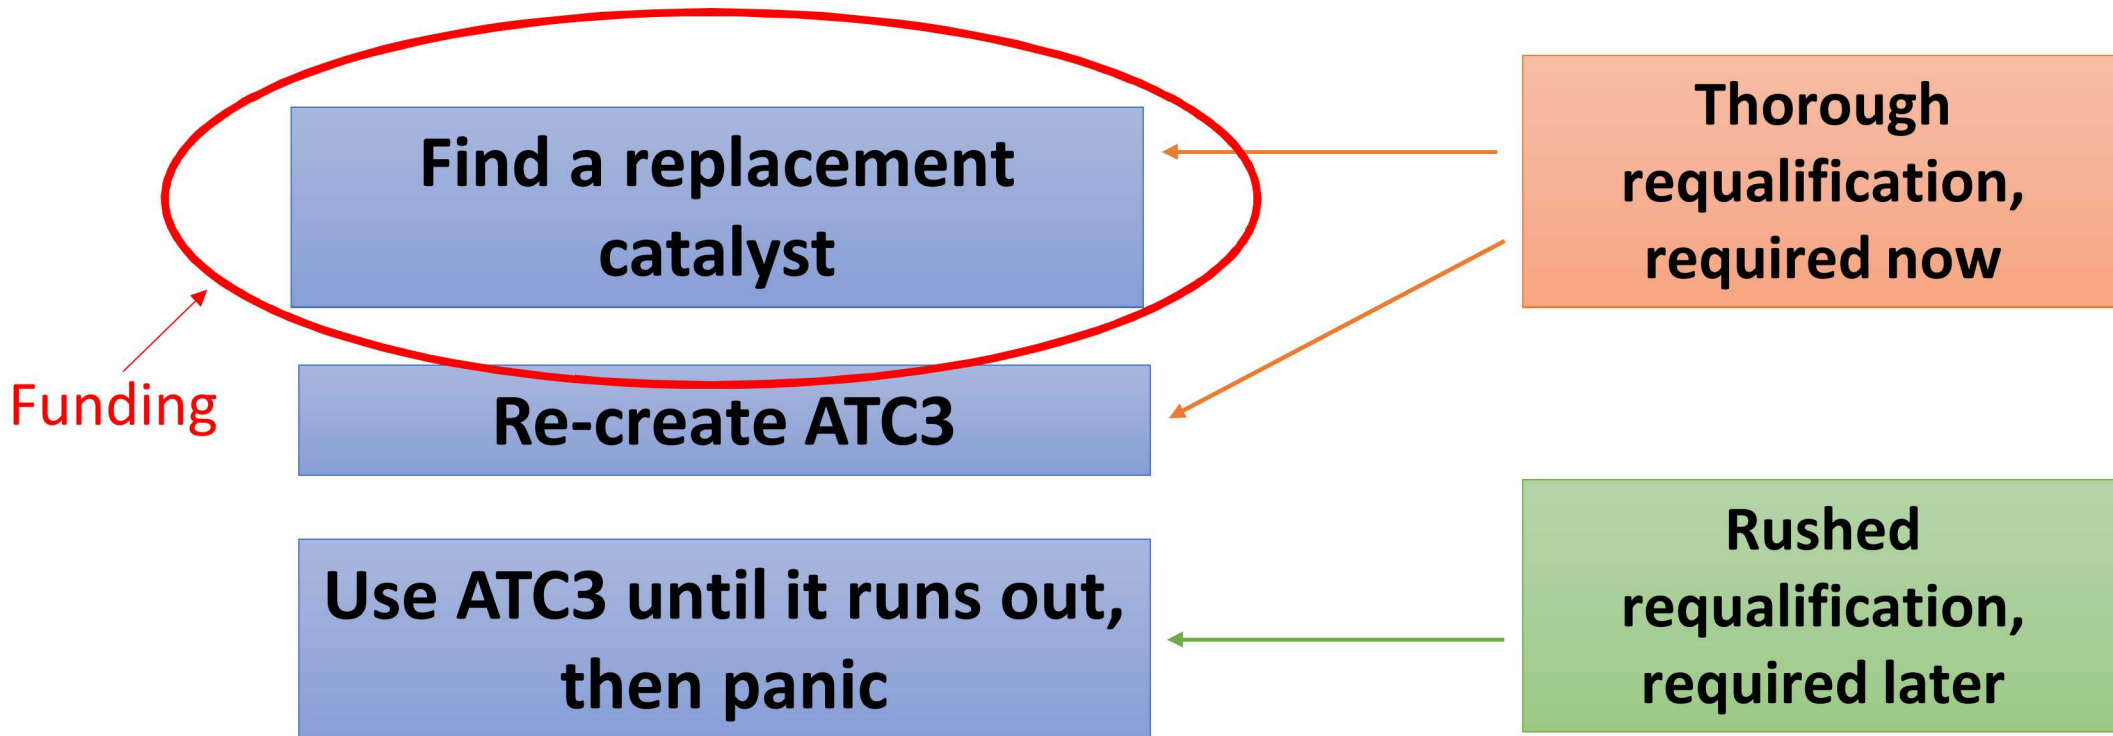 Find a replacement
catalyst
Thorough
requalification,
required now
Funding
Re-create ATC3
Use ATC3 until it runs out,
then panic
Rushed
requalification,
required later